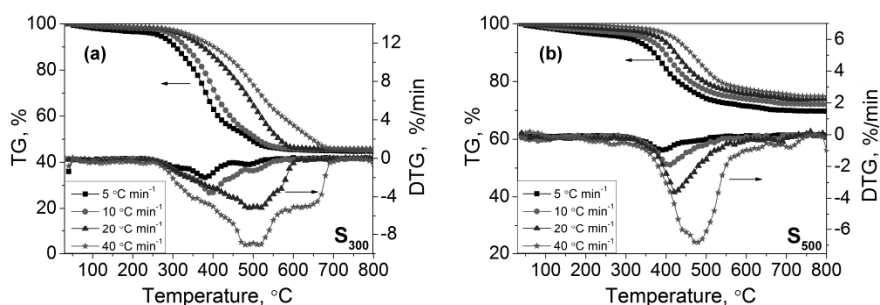 (a)
TG, %
100
80
60
40
20
0
12
8
4
0
-4
-8
DTG, %/min
5 °C min⁻¹
10 °C min⁻¹
20 °C min⁻¹
40 °C min⁻¹
S₃₀₀
100 200 300 400 500 600 700 800
Temperature, °C
(b)
TG, %
100
80
60
40
20
6
4
2
0
-2
-4
-6
DTG, %/min
5 °C min⁻¹
10 °C min⁻¹
20 °C min⁻¹
40 °C min⁻¹
S₅₀₀
100 200 300 400 500 600 700 800
Temperature, °C